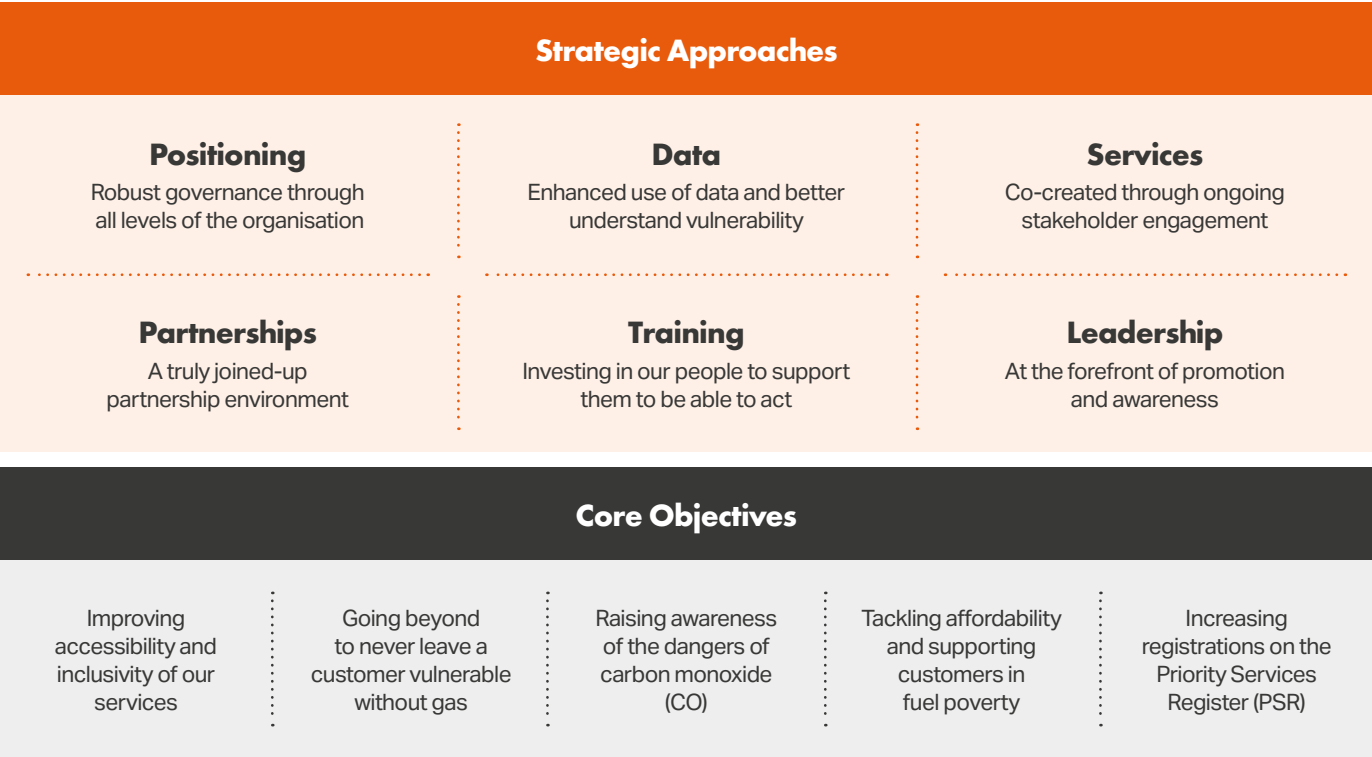 Strategic Approaches
Positioning
Robust governance through
all levels of the organisation
Data
Enhanced use of data and better
understand vulnerability
Services
Co-created through ongoing
stakeholder engagement
Partnerships
A truly joined-up
partnership environment
Training
Investing in our people to support
them to be able to act
Leadership
At the forefront of promotion
and awareness
Core Objectives
Improving
accessibility and
inclusivity of our
services
Going beyond
to never leave a
customer vulnerable
without gas
Raising awareness
of the dangers of
carbon monoxide
(CO)
Tackling affordability
and supporting
customers in
fuel poverty
Increasing
registrations on the
Priority Services
Register (PSR)